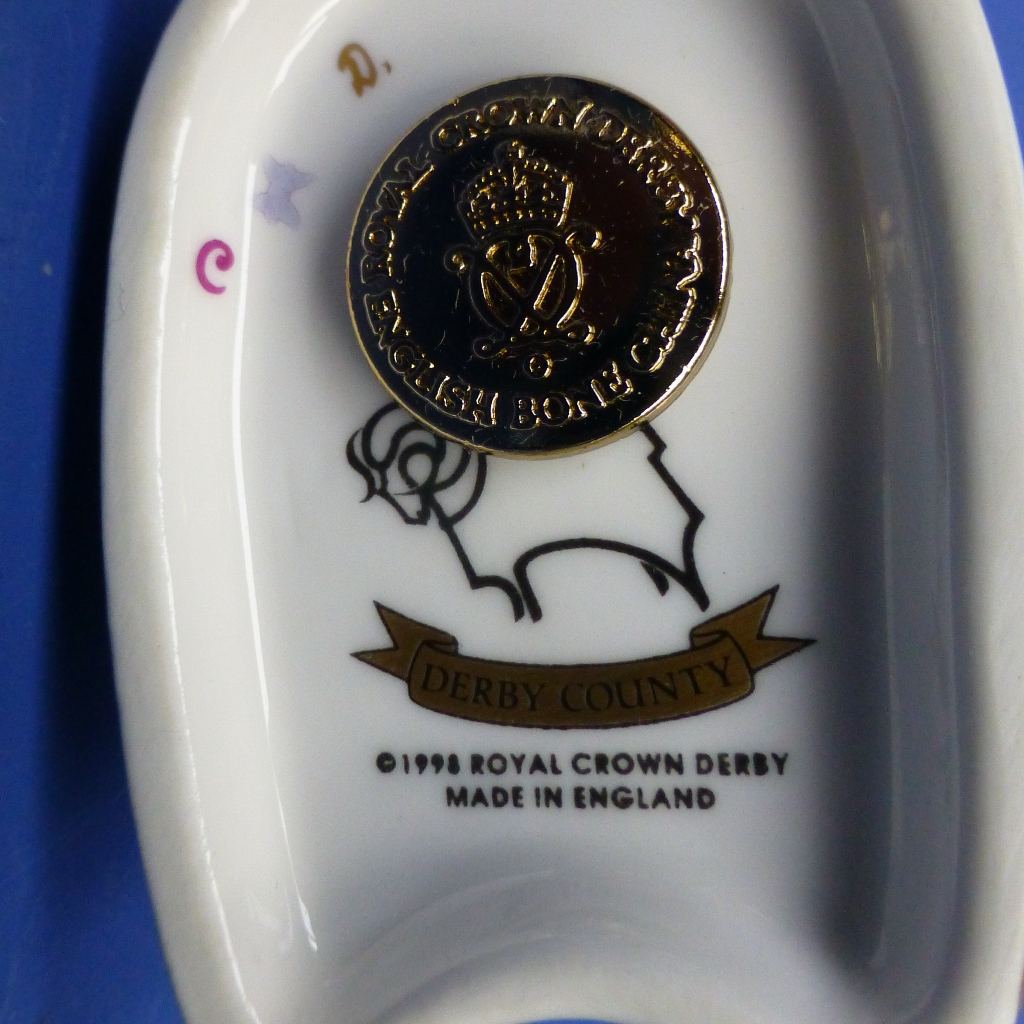 D.
C
ROYAL CROWN DERBY
ENGLISH BONE CHINA
DERBY COUNTY
©1998 ROYAL CROWN DERBY
MADE IN ENGLAND